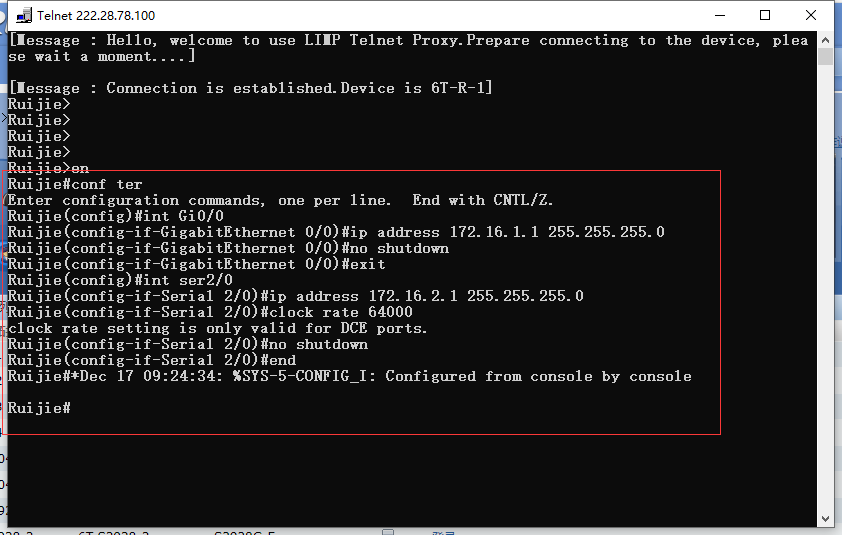 Telnet 222.28.78.100
[Message : Hello, welcome to use LIMP Telnet Proxy.Prepare connecting to the device, plea
se wait a moment....]
[Message : Connection is established.Device is 6T-R-1]
Ruijie>
Ruijie>
Ruijie>
Ruijie>
Ruijie>en
Ruijie#conf ter
Enter configuration commands, one per line.  End with CNTL/Z.
Ruijie(config)#int Gi0/0
Ruijie(config-if-GigabitEthernet 0/0)#ip address 172.16.1.1 255.255.255.0
Ruijie(config-if-GigabitEthernet 0/0)#no shutdown
Ruijie(config-if-GigabitEthernet 0/0)#exit
Ruijie(config)#int ser2/0
Ruijie(config-if-Serial 2/0)#ip address 172.16.2.1 255.255.255.0
Ruijie(config-if-Serial 2/0)#clock rate 64000
clock rate setting is only valid for DCE ports.
Ruijie(config-if-Serial 2/0)#no shutdown
Ruijie(config-if-Serial 2/0)#end
Ruijie#*Dec 17 09:24:34: %SYS-5-CONFIG_I: Configured from console by console
Ruijie#